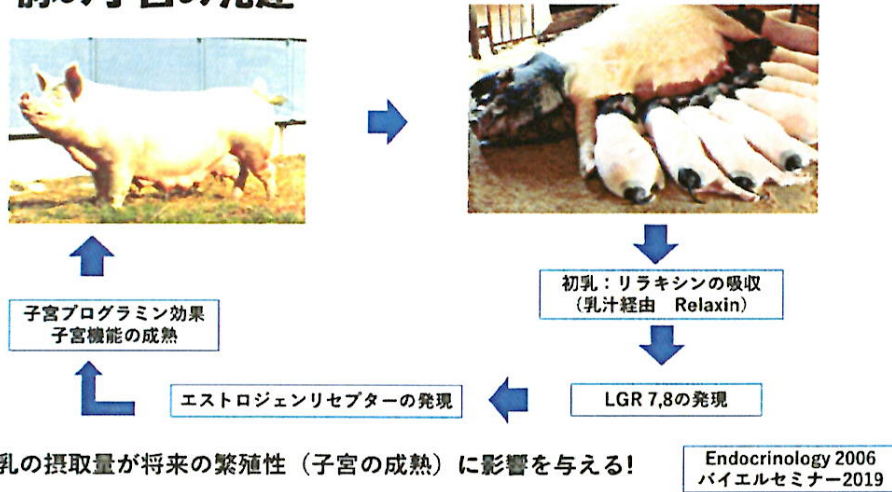 初乳：リラキシンの吸収
（乳汁経由 Relaxin）
子宮プログラミン効果
子宮機能の成熟
エストロジェンリセプターの発現
LGR 7,8の発現
乳の摂取量が将来の繁殖性（子宮の成熟）に影響を与える!
Endocrinology 2006
バイエルセミナー2019